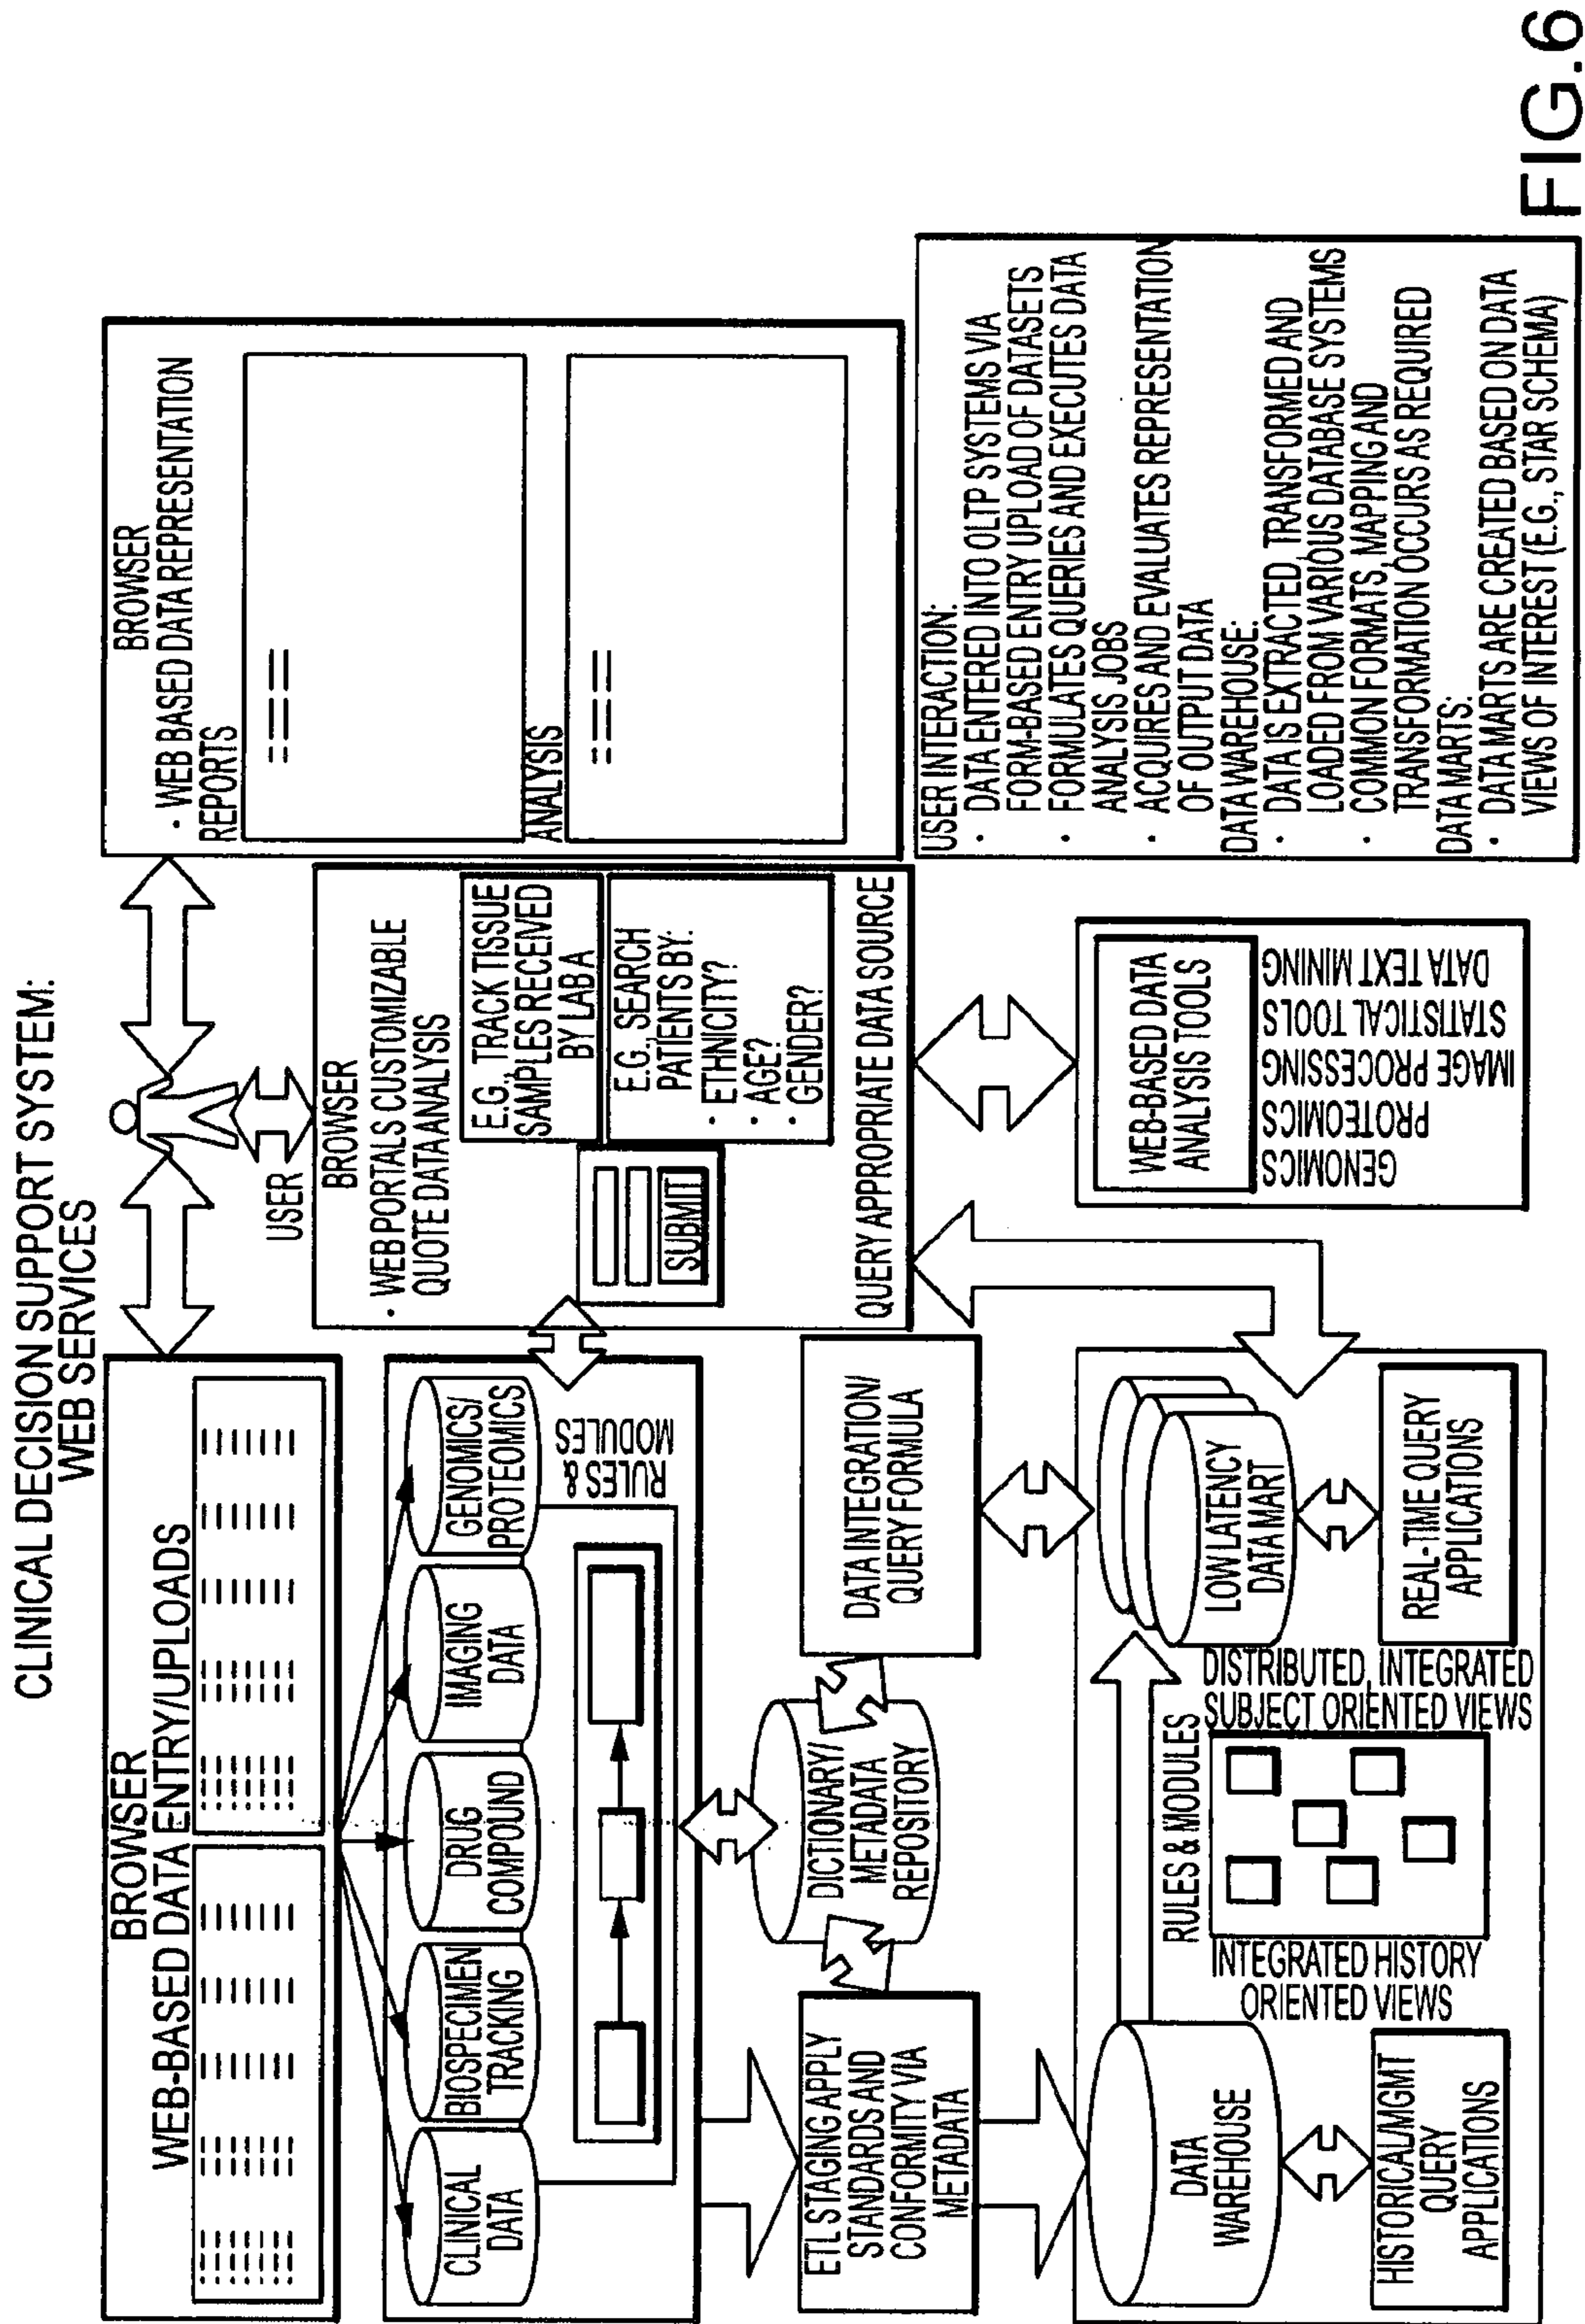 CLINICAL DECISION SUPPORT SYSTEM:
WEB SERVICES
BROWSER
WEB-BASED DATA ENTRY/UPLOADS
USER
BROWSER
· WEB BASED DATA REPRESENTATION
REPORTS
ANALYSIS
BROWSER
· WEB PORTALS CUSTOMIZABLE
QUOTE DATA ANALYSIS
E.G., TRACK TISSUE
SAMPLES RECEIVED
BY LAB A
E.G., SEARCH
PATIENTS BY:
· ETHNICITY?
· AGE?
· GENDER?
SUBMIT
QUERY APPROPRIATE DATA SOURCE
CLINICAL
DATA
BIOSPECIMEN
TRACKING
DRUG
COMPOUND
IMAGING
DATA
GENOMICS/
PROTEOMICS
RULES &
MODULES
ETL STAGING APPLY
STANDARDS AND
CONFORMITY VIA
METADATA
DICTIONARY/
METADATA
REPOSITORY
DATA INTEGRATION/
QUERY FORMULA
DATA
WAREHOUSE
HISTORICAL/MGMT
QUERY
APPLICATIONS
RULES & MODULES
INTEGRATED HISTORY
ORIENTED VIEWS
DISTRIBUTED, INTEGRATED
SUBJECT ORIENTED VIEWS
LOW LATENCY
DATA MART
REAL-TIME QUERY
APPLICATIONS
WEB-BASED DATA
ANALYSIS TOOLS
GENOMICS
PROTEOMICS
IMAGE PROCESSING
STATISTICAL TOOLS
DATA TEXT MINING
USER INTERACTION:
· DATA ENTERED INTO OLTP SYSTEMS VIA
FORM-BASED ENTRY UPLOAD OF DATASETS
· FORMULATES QUERIES AND EXECUTES DATA
ANALYSIS JOBS
· ACQUIRES AND EVALUATES REPRESENTATION
OF OUTPUT DATA
DATA WAREHOUSE:
· DATA IS EXTRACTED, TRANSFORMED AND
LOADED FROM VARIOUS DATABASE SYSTEMS
· COMMON FORMATS, MAPPING AND
TRANSFORMATION OCCURS AS REQUIRED
DATA MARTS:
· DATA MARTS ARE CREATED BASED ON DATA
VIEWS OF INTEREST (E.G., STAR SCHEMA)
FIG.6